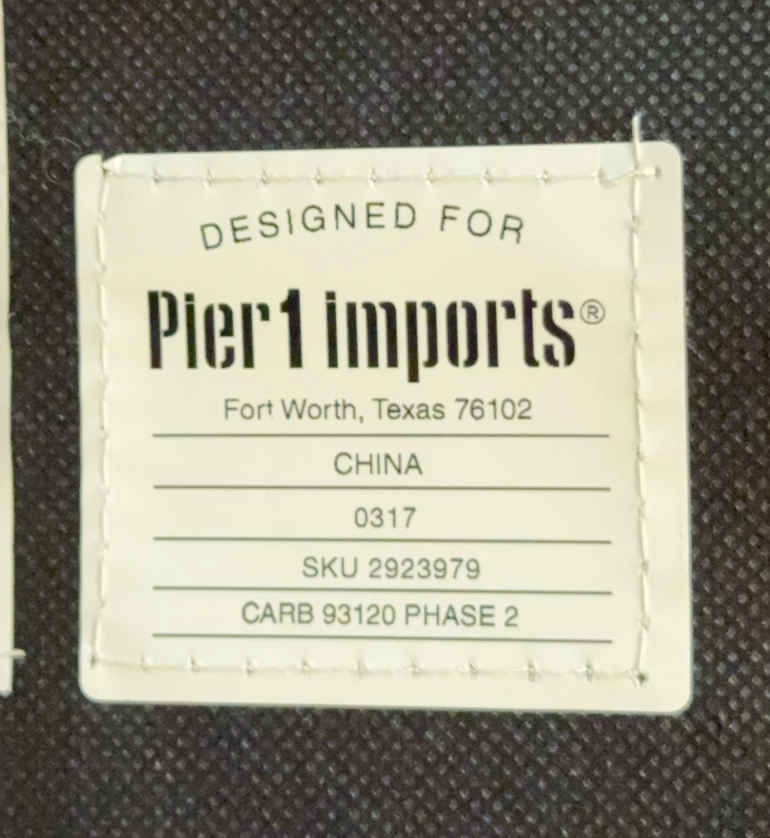 DESIGNED FOR
Pier 1 imports®
Fort Worth, Texas 76102
CHINA
0317
SKU 2923979
CARB 93120 PHASE 2